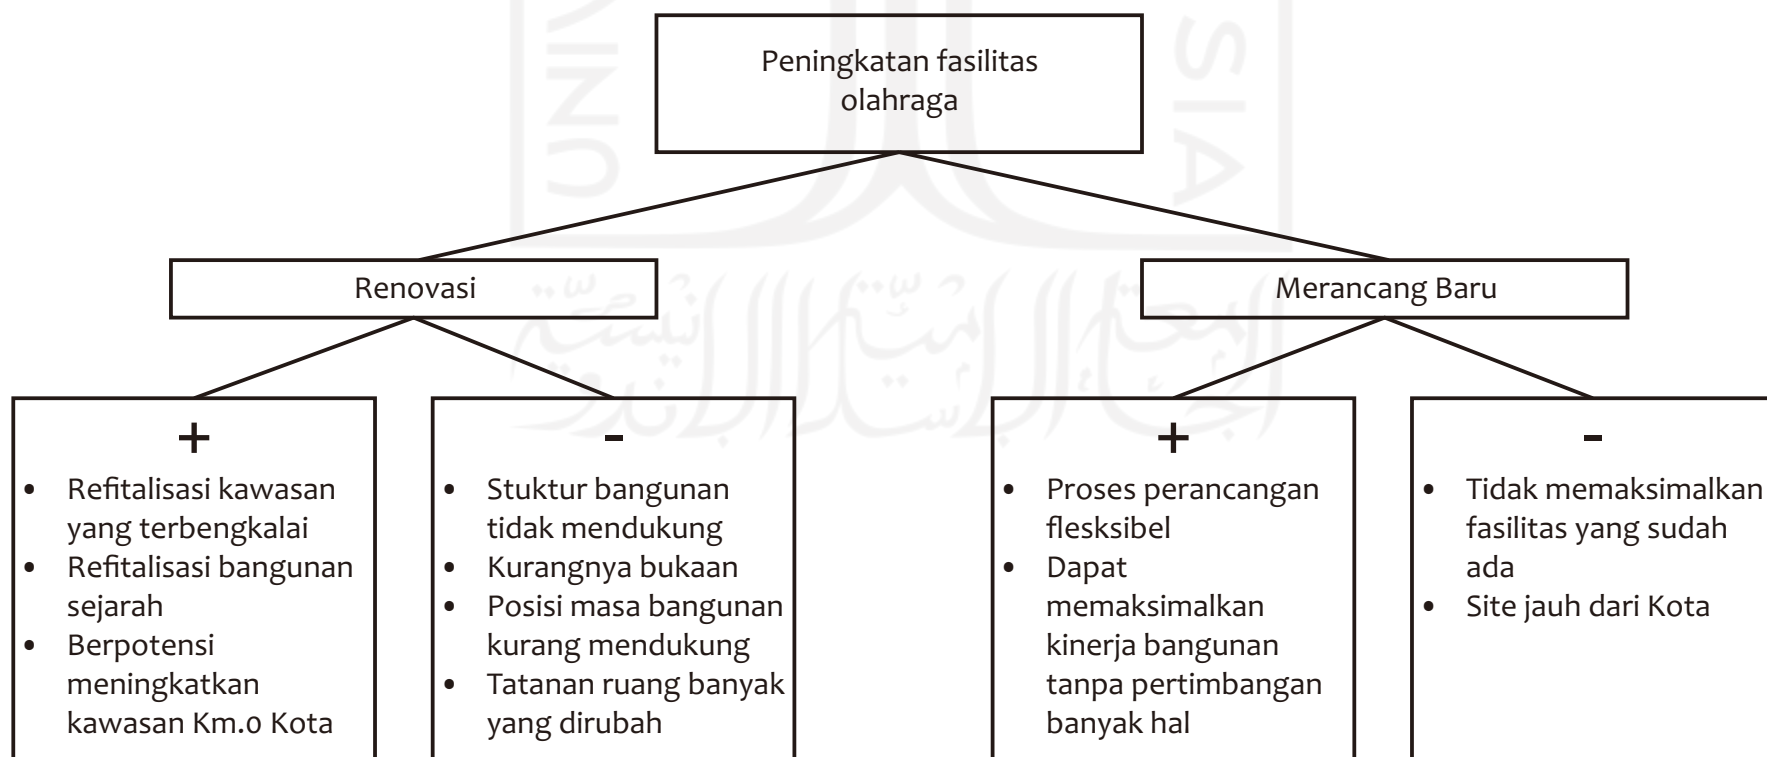 Peningkatan fasilitas
olahraga
Renovasi
Merancang Baru
+
• Refitalisasi kawasan
yang terbengkalai
• Refitalisasi bangunan
sejarah
• Berpotensi
meningkatkan
kawasan Km.0 Kota
-
• Stuktur bangunan
tidak mendukung
• Kurangnya bukaan
• Posisi masa bangunan
kurang mendukung
• Tatanan ruang banyak
yang dirubah
+
• Proses perancangan
flesksibel
• Dapat
memaksimalkan
kinerja bangunan
tanpa pertimbangan
banyak hal
-
• Tidak memaksimalkan
fasilitas yang sudah
ada
• Site jauh dari Kota